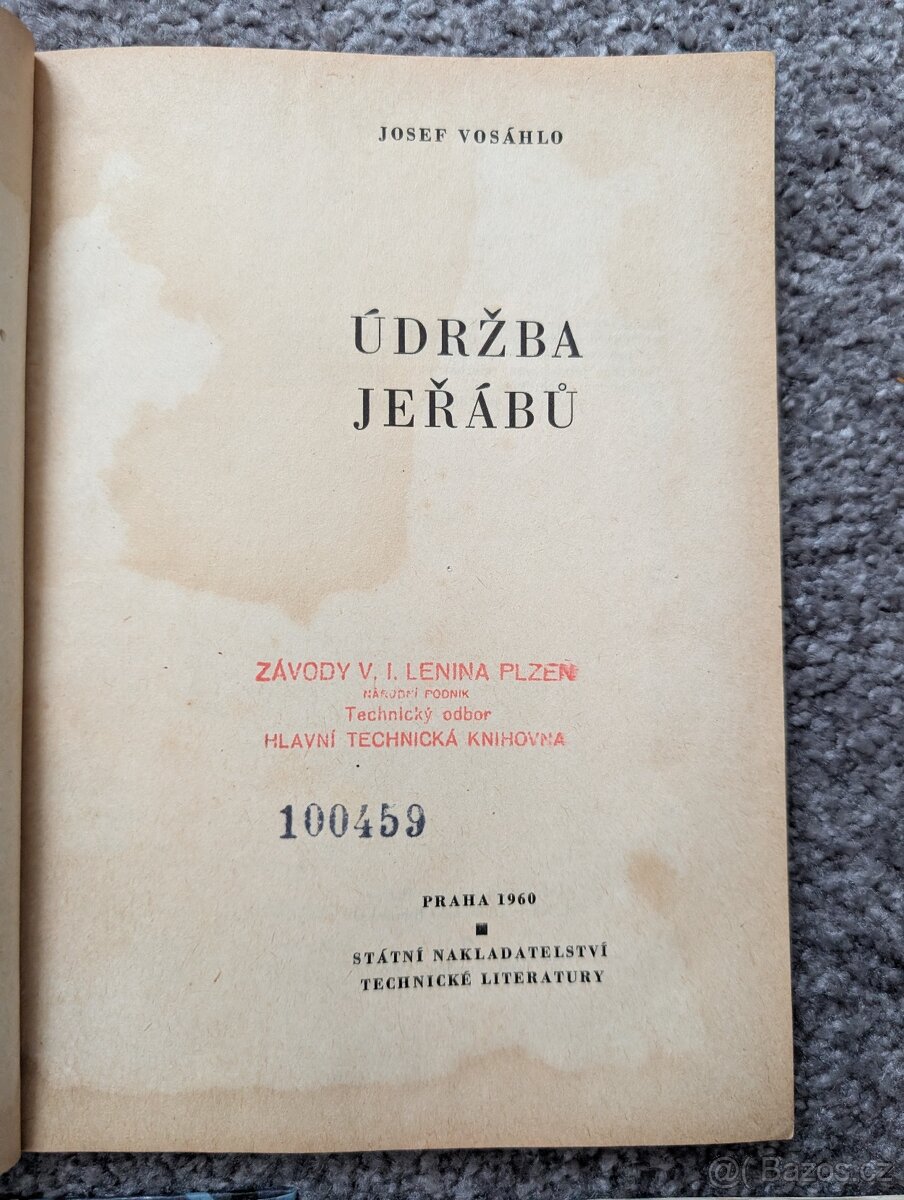 JOSEF VOSÁHLO
ÚDRŽBA
JEŘÁBŮ
ZÁVODY V. I. LENINA PLZEŇ
NÁRODNÍ PODNIK
Technický odbor
HLAVNÍ TECHNICKÁ KNIHOVNA
100459
PRAHA 1960
STÁTNÍ NAKLADATELSTVÍ
TECHNICKÉ LITERATURY
Bazos.cz